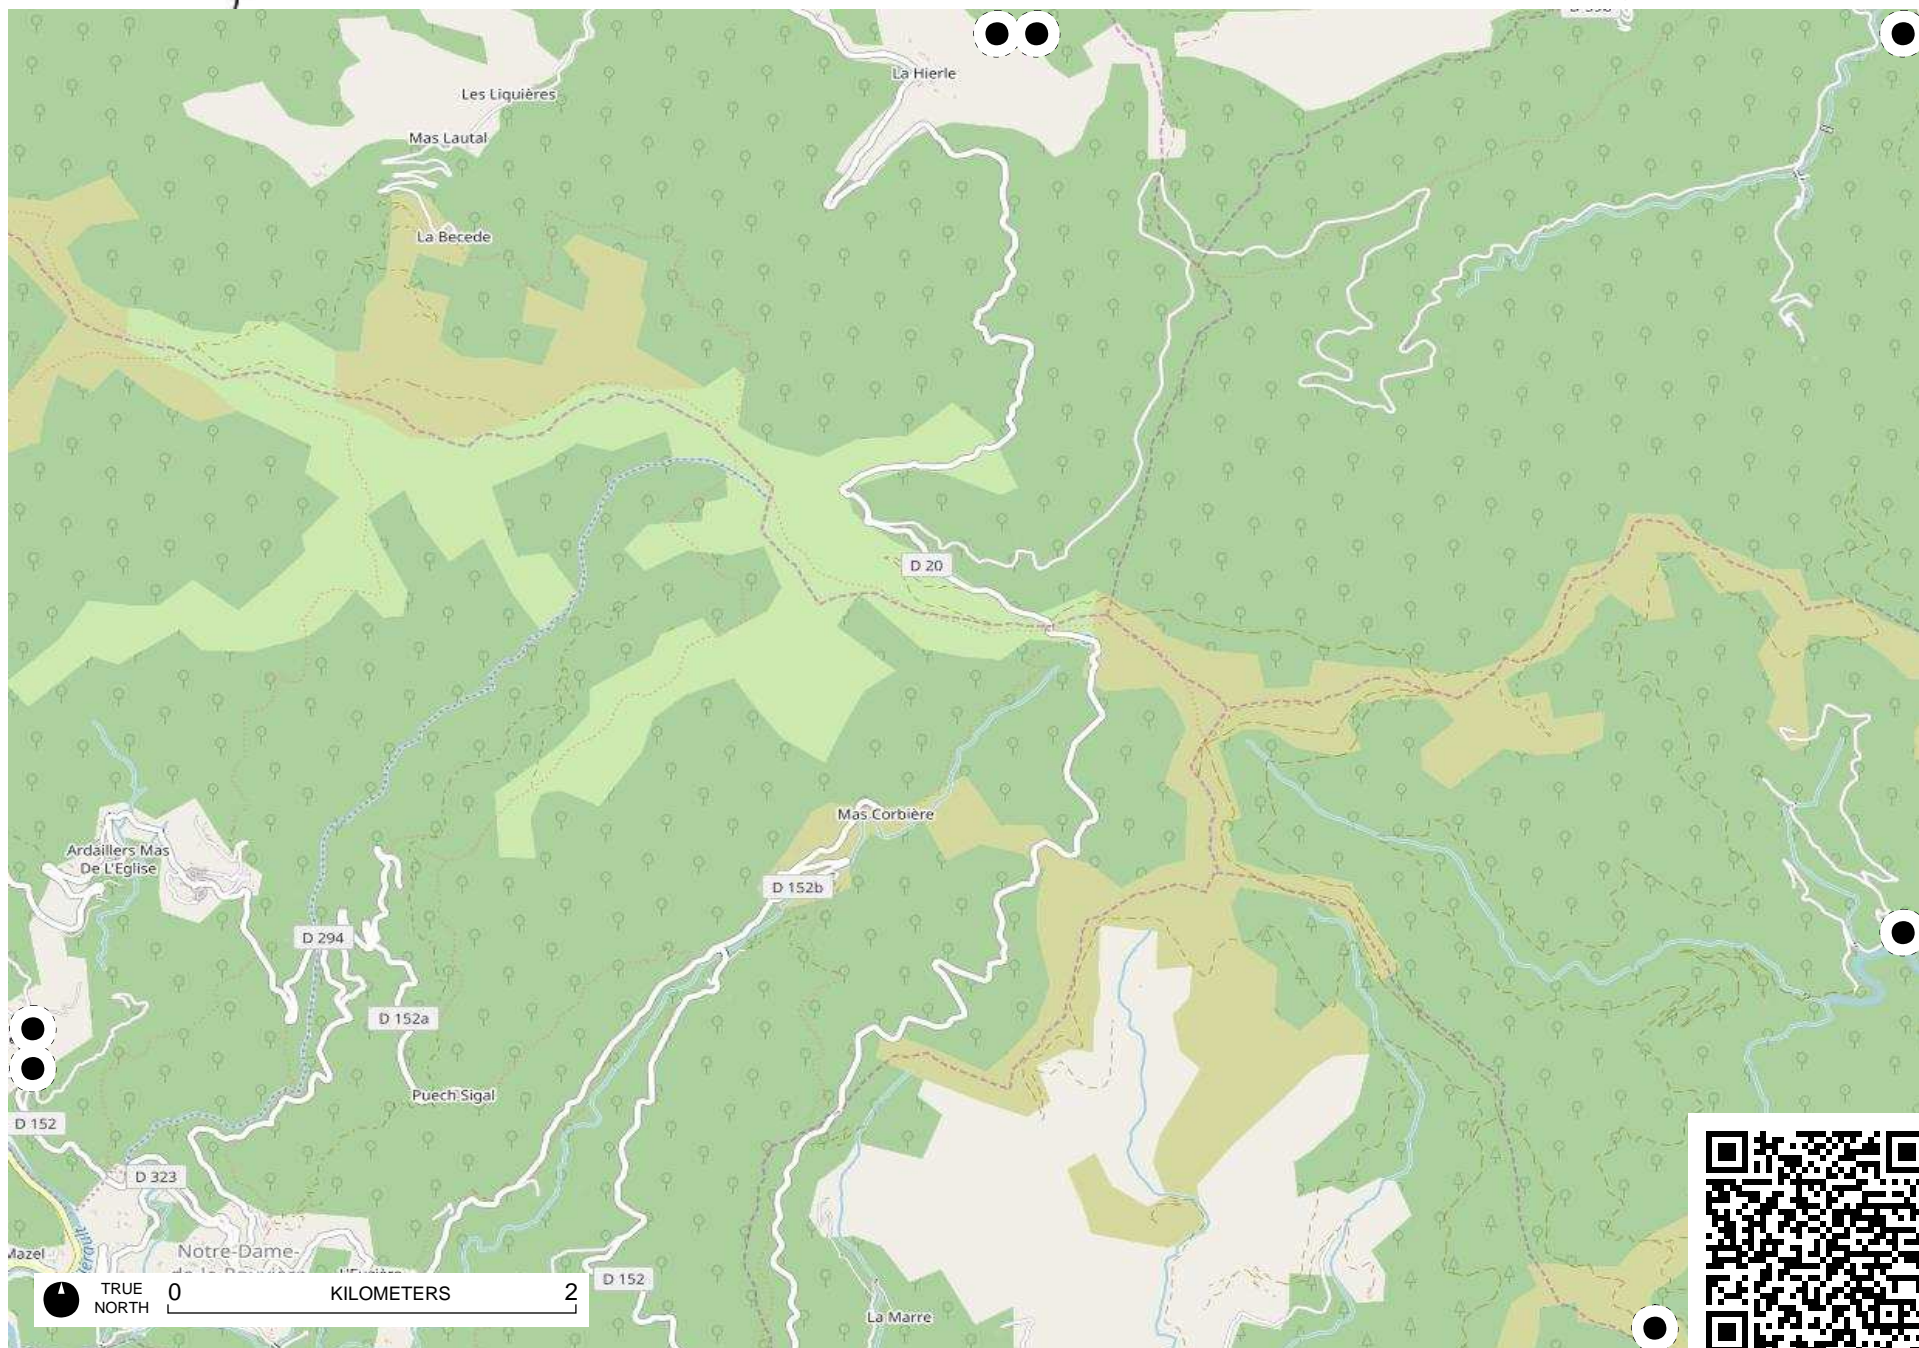 La Hierle
Les Liquières
Mas Lautal
La Becede
D 20
Mas Corbière
Ardaillers Mas
De L'Eglise
D 152b
D 294
D 152a
Puech Sigal
D 152
D 323
Notre-Dame-
Hérault
TRUE
NORTH
0
KILOMETERS
2
D 152
La Marre